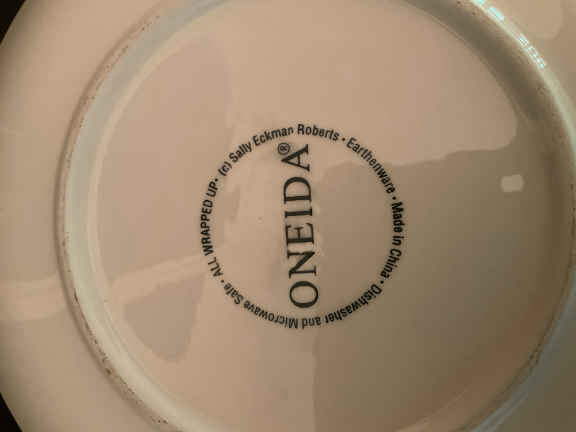 ALL WRAPPED UP • (c) Sally Eckman Roberts • Earthenware • Made in China • Dishwasher and Microwave Safe •
ONEIDA®